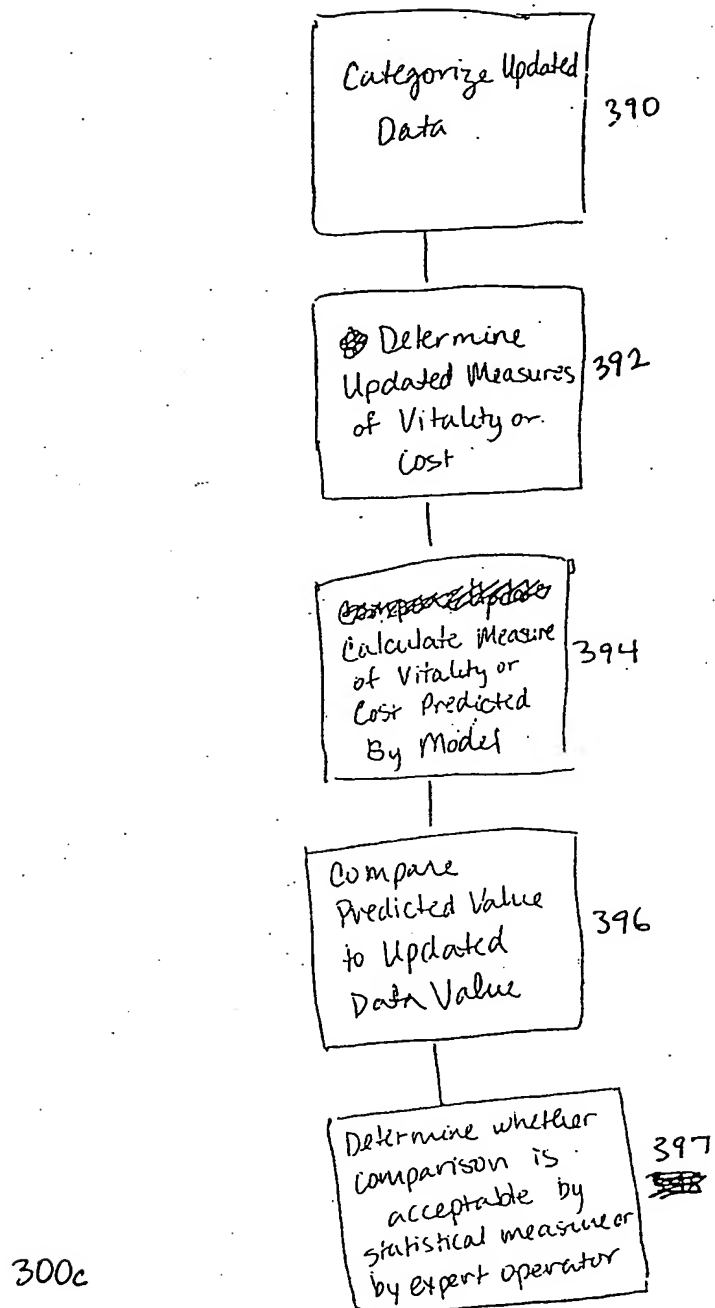 Categorize Updated
Data
390
Determine
Updated Measures
of Vitality or
Cost
392
Calculate Measure
of Vitality or
Cost Predicted
By Model
394
Compare
Predicted Value
to Updated
Data Value
396
Determine whether
comparison is
acceptable by
statistical measure or
by expert operator
397
300c